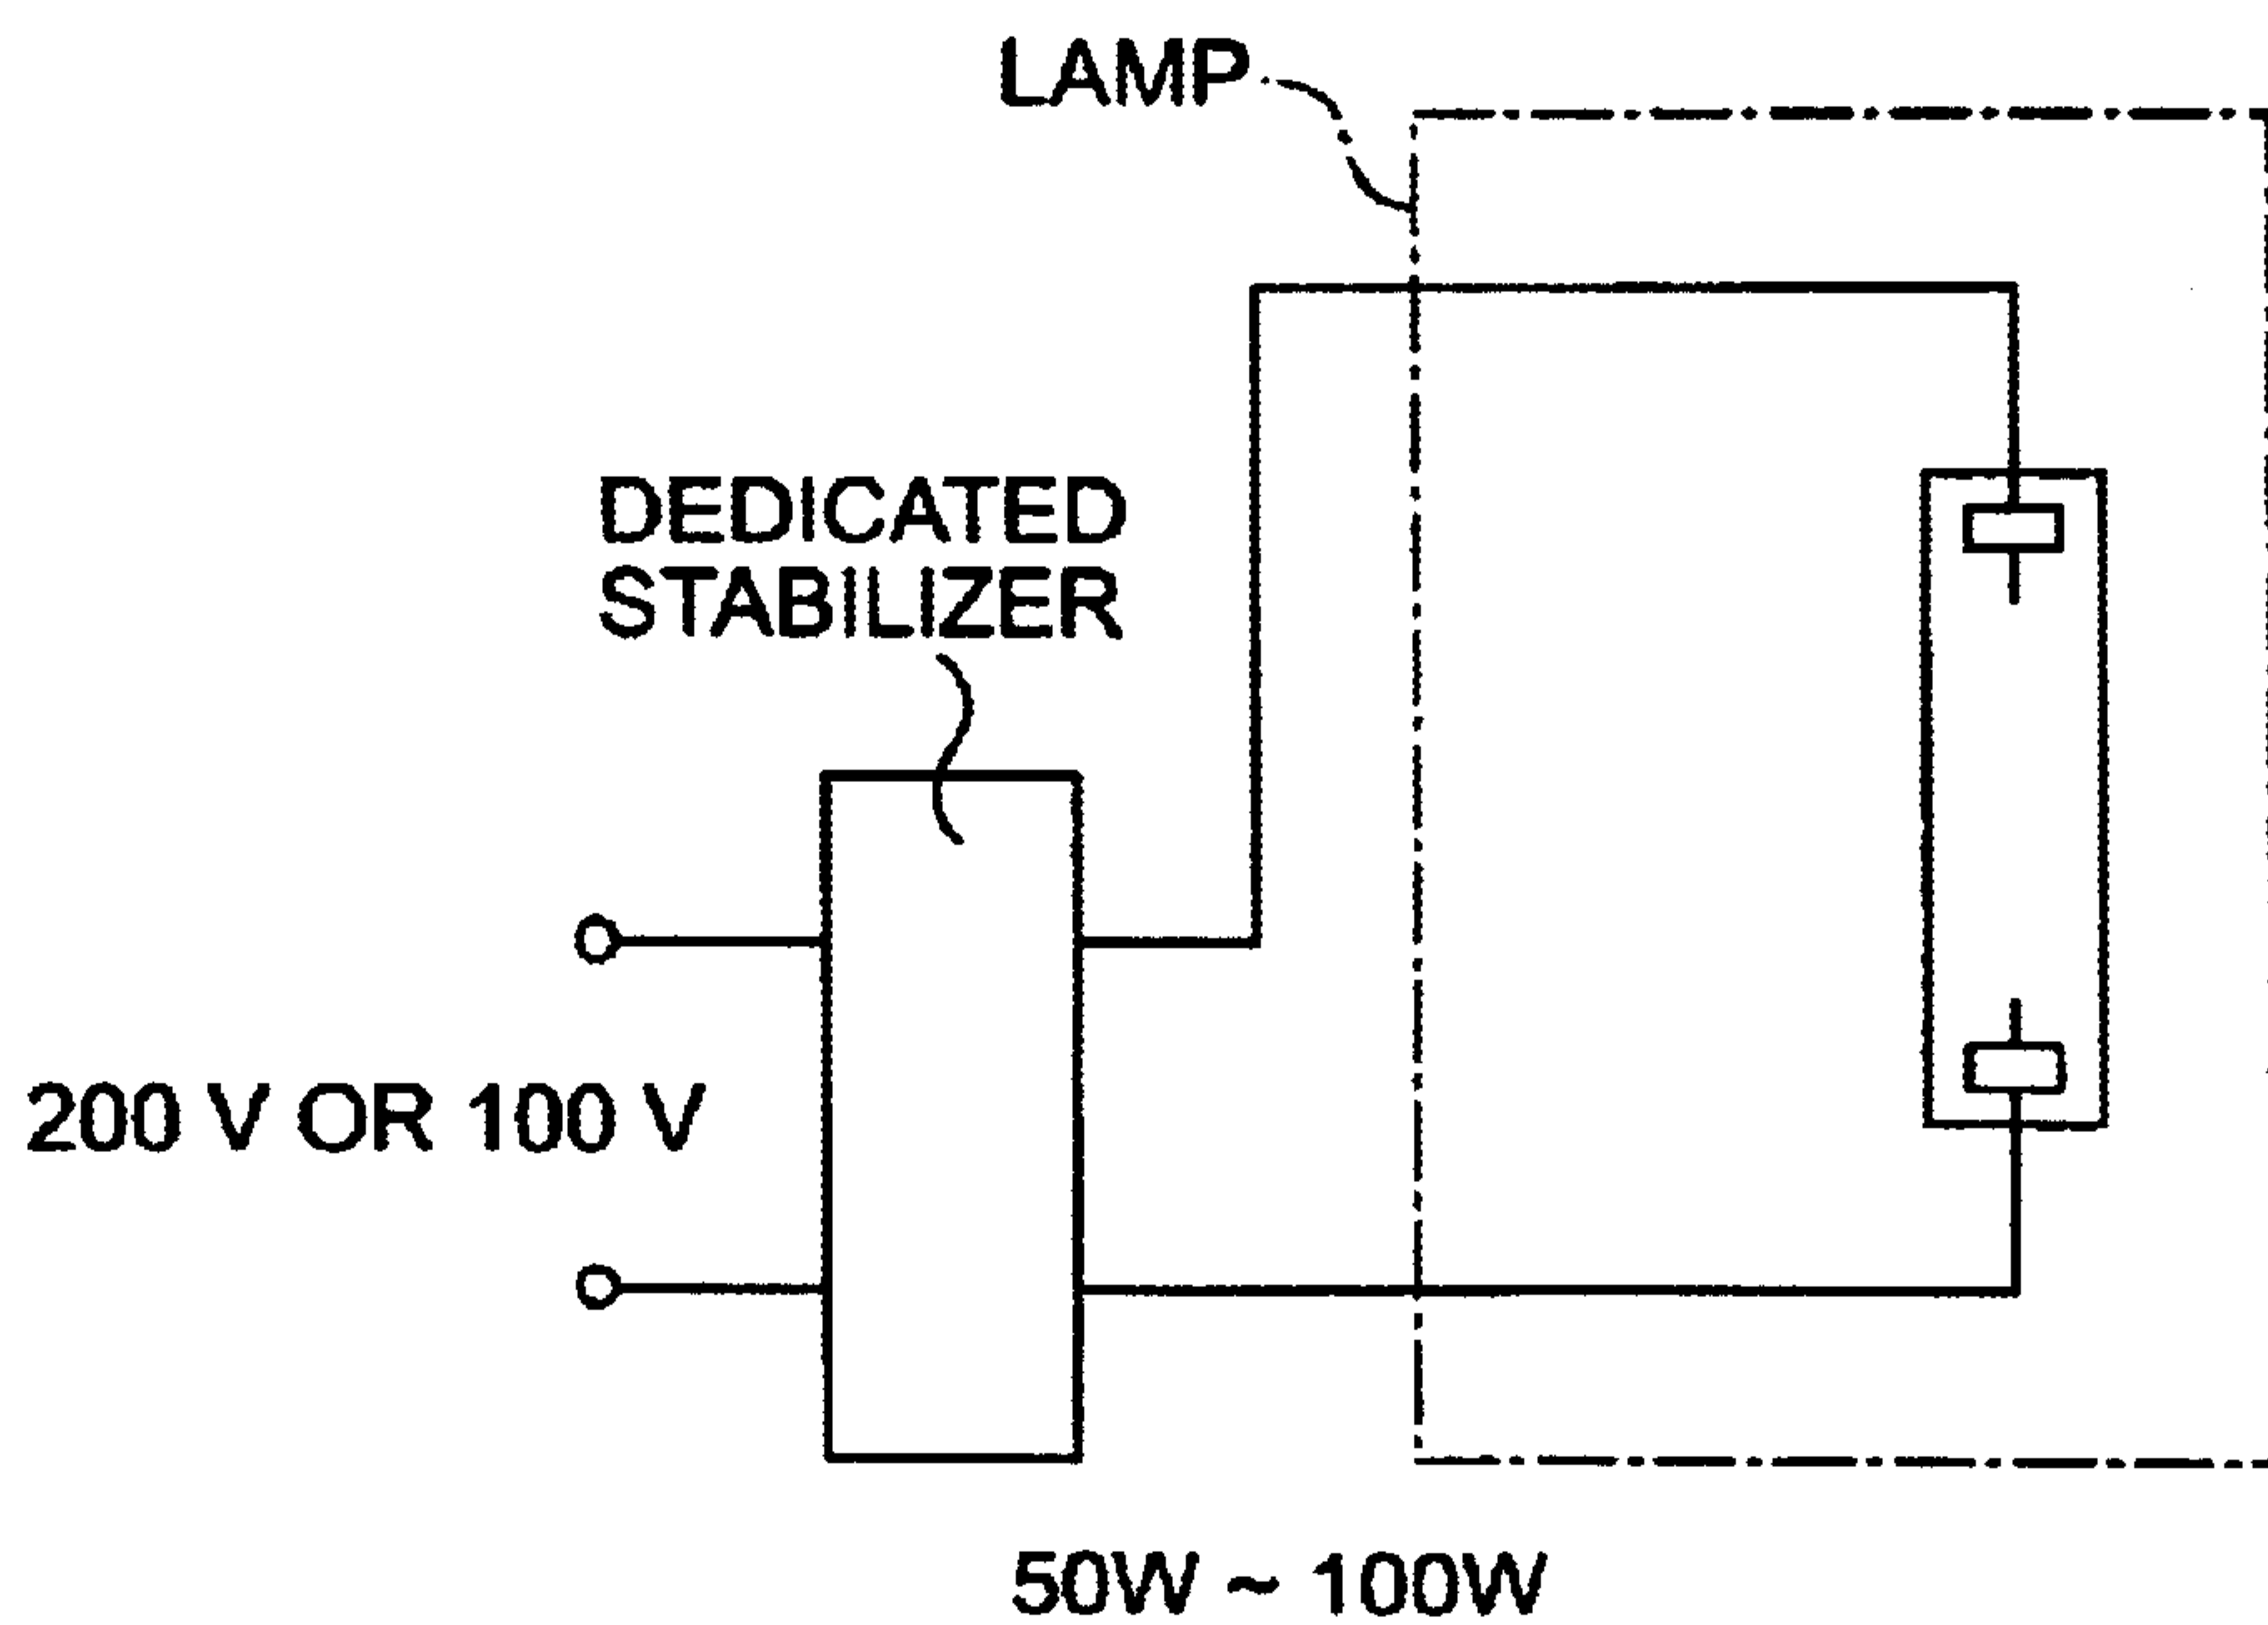 LAMP
DEDICATED
STABILIZER
200 V OR 100 V
50W ~ 100W